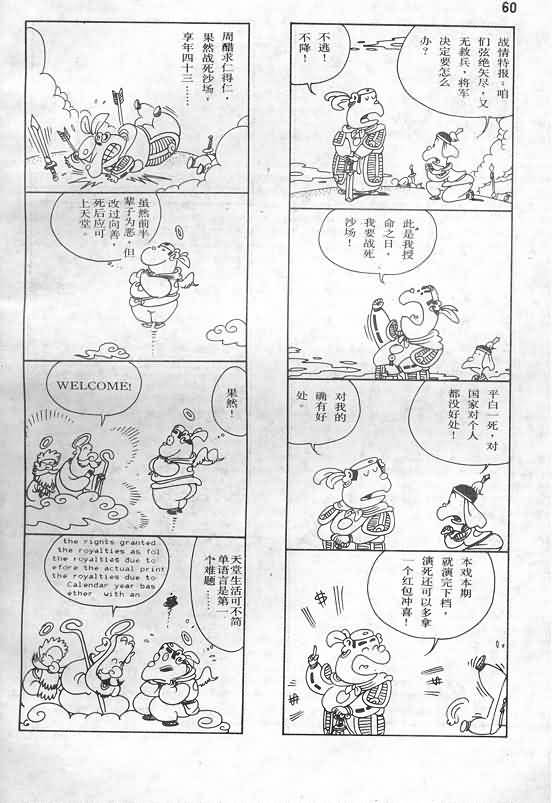 60
战情特报：咱
们弦绝矢尽，又
无救兵，将军
决定要怎么
办？
不逃！
不降！
此是我授
命之日，
我要战死
沙场！
平白一死，对
国家对个人
都没好处！
对我的
确有好
处。
本戏本期
就演完下档，
演死还可以多拿
一个红包冲喜！
周醋求仁得仁，
果然战死沙场，
享年四十三……
虽然前半
辈子为恶，但
改过向善，
死后应可
上天堂。
果然！
WELCOME!
天堂生活可不简
单语言是第一
个难题……
the rights granted
the royalties as fol
the royalties due to
efore the actual print
the royalties due to
Calendar year bas
ether with an